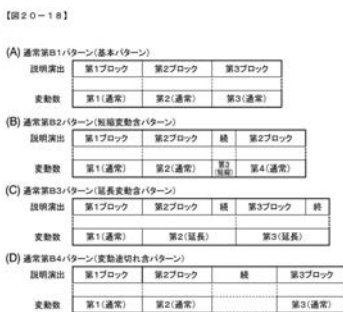 【図20-18】
(A) 通常第B1パターン(基本パターン)
説明演出 第1ブロック 第2ブロック 第3ブロック
変動数 第1(通常) 第2(通常) 第3(通常)
(B) 通常第B2パターン(短縮変動含パターン)
説明演出 第1ブロック 第2ブロック 続 第2ブロック
変動数 第1(通常) 第2(通常) 第3(短縮) 第4(通常)
(C) 通常第B3パターン(延長変動含パターン)
説明演出 第1ブロック 第2ブロック 続 第3ブロック 終
変動数 第1(通常) 第2(延長) 第3(延長)
(D) 通常第B4パターン(変動途切れ含パターン)
説明演出 第1ブロック 第2ブロック 続 第3ブロック
変動数 第1(通常) 第2(通常) 第3(通常)